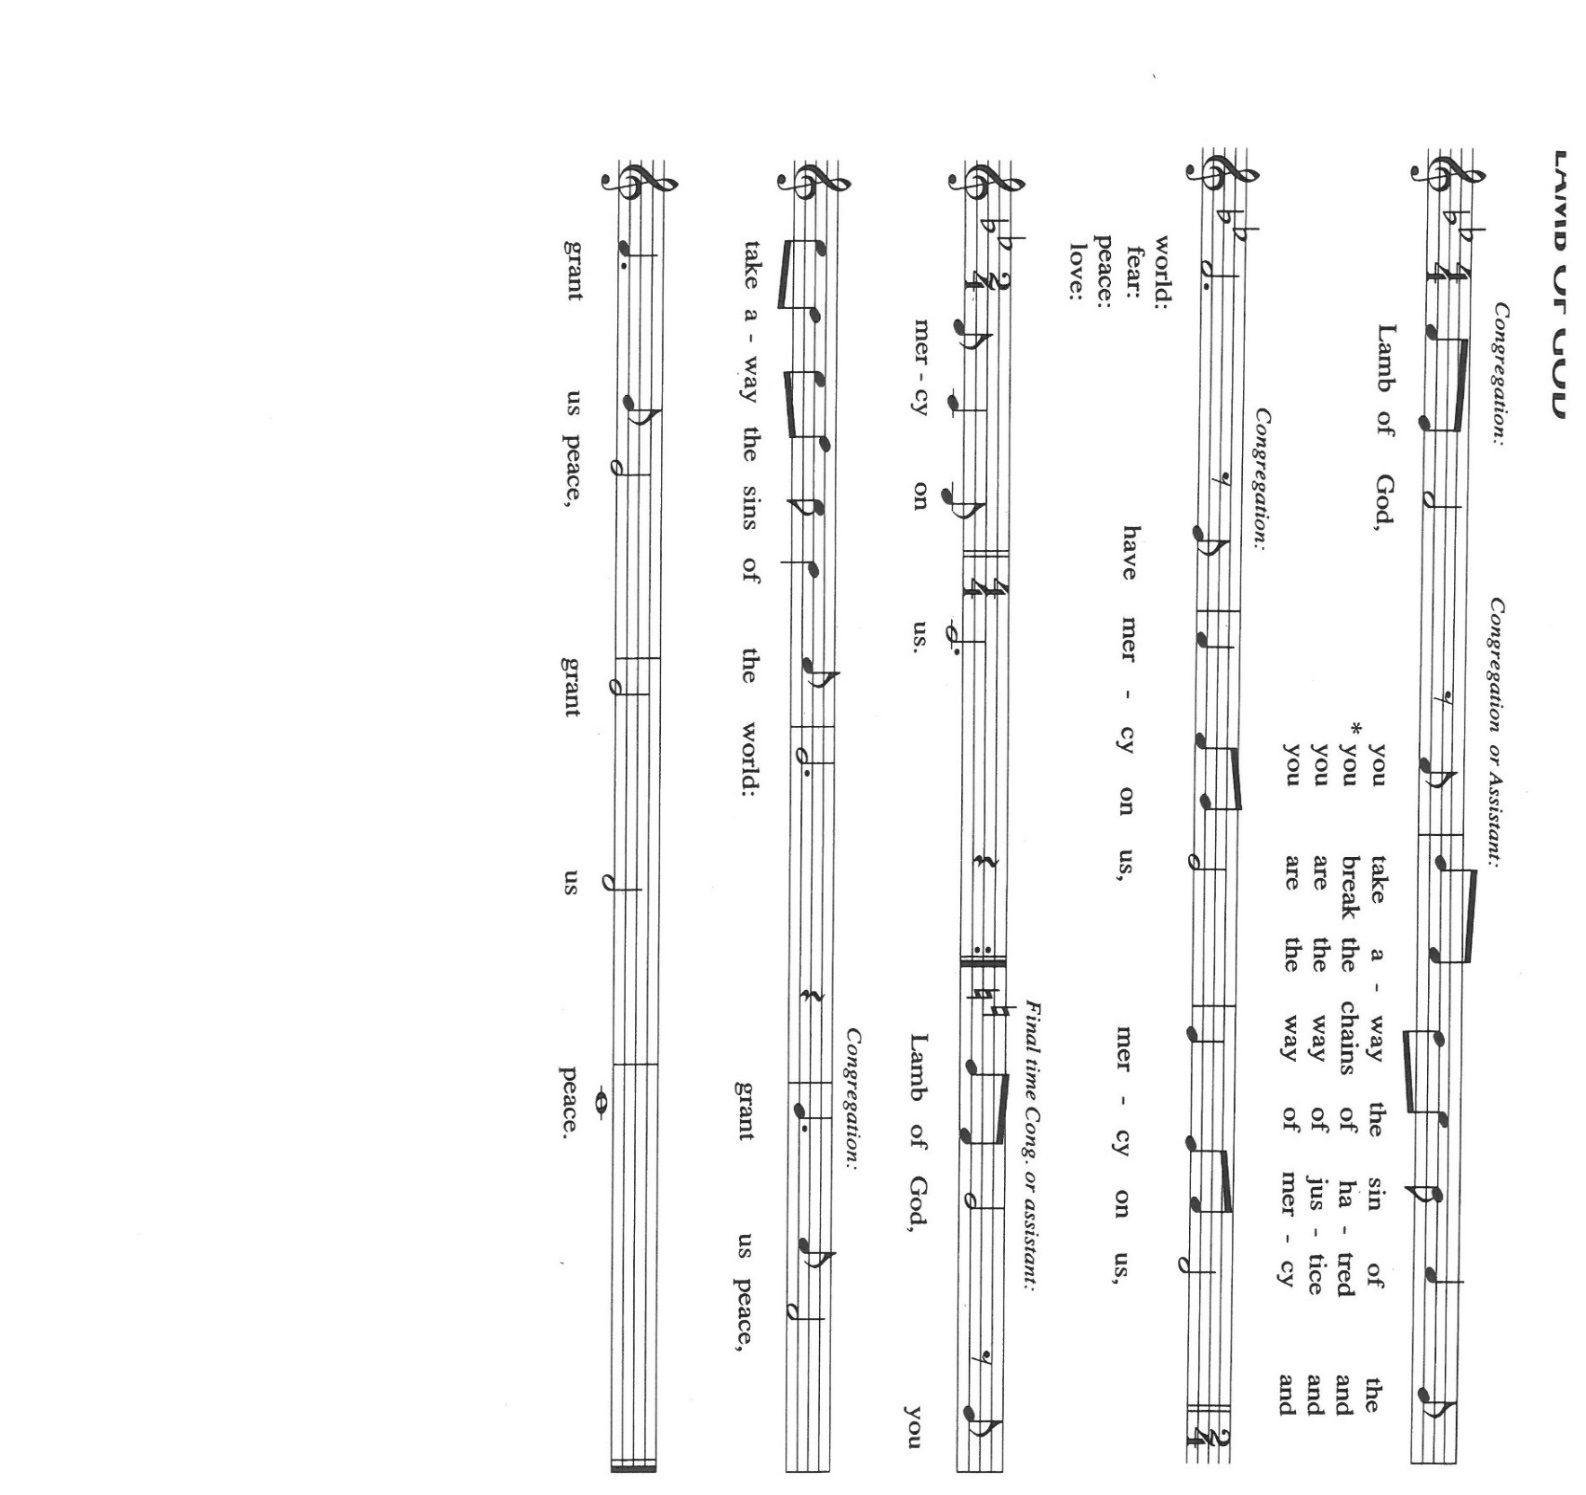 LAMB OF GOD
Congregation: Congregation or Assistant:
Lamb of God, you take a - way the sin of the
* you break the chains of ha - tred and
you are the way of jus - tice and
you are the way of mer - cy and
Congregation:
world: have mer - cy on us, mer - cy on us,
fear:
peace:
love:
Final time Cong. or assistant:
mer - cy on us. Lamb of God, you
Congregation:
take a - way the sins of the world: grant us peace,
grant us peace, grant us peace.